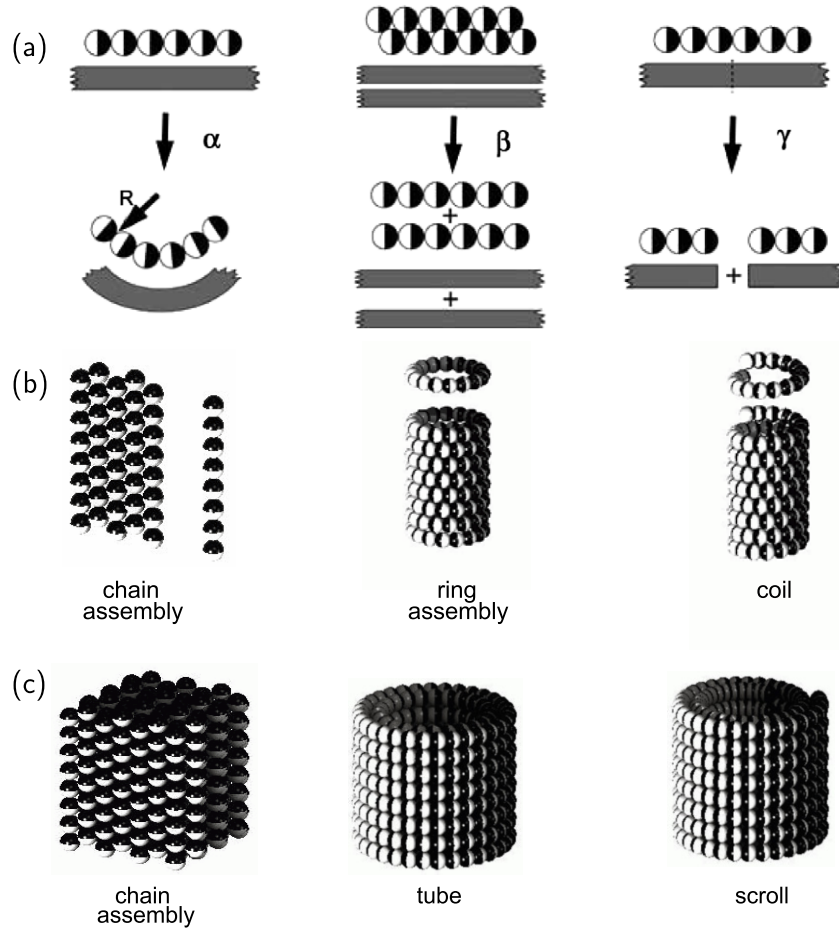 (a)
α
β
γ
R
+
+
+
(b)
chain
assembly
ring
assembly
coil
(c)
chain
assembly
tube
scroll